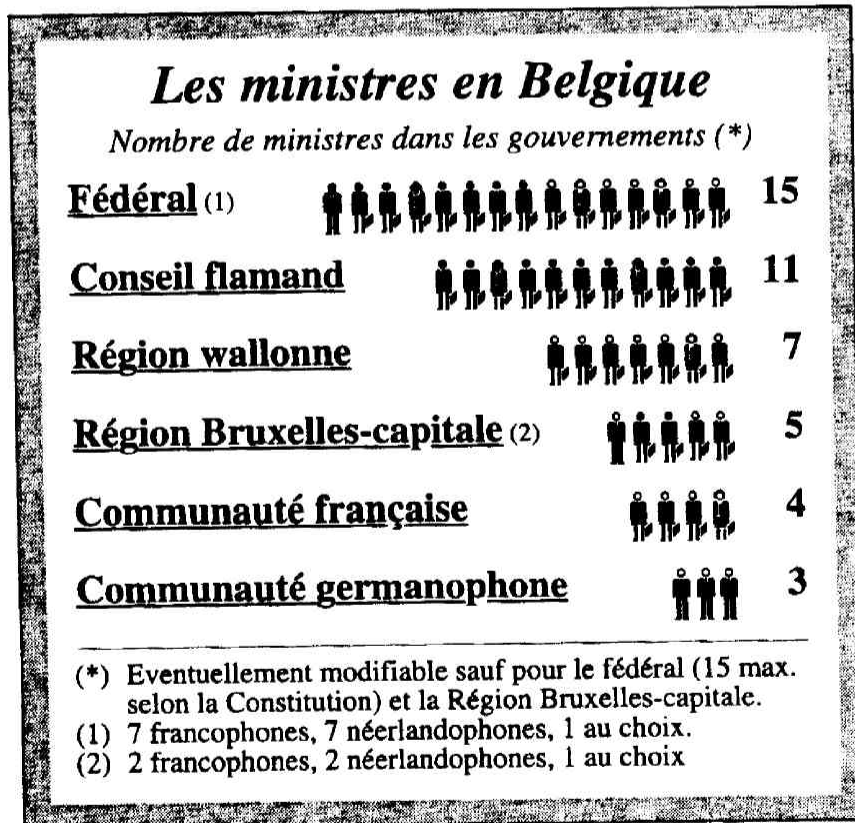 Les ministres en Belgique
Nombre de ministres dans les gouvernements (*)
Fédéral (1) 15
Conseil flamand 11
Région wallonne 7
Région Bruxelles-capitale (2) 5
Communauté française 4
Communauté germanophone 3
(*) Eventuellement modifiable sauf pour le fédéral (15 max.
selon la Constitution) et la Région Bruxelles-capitale.
(1) 7 francophones, 7 néerlandophones, 1 au choix.
(2) 2 francophones, 2 néerlandophones, 1 au choix